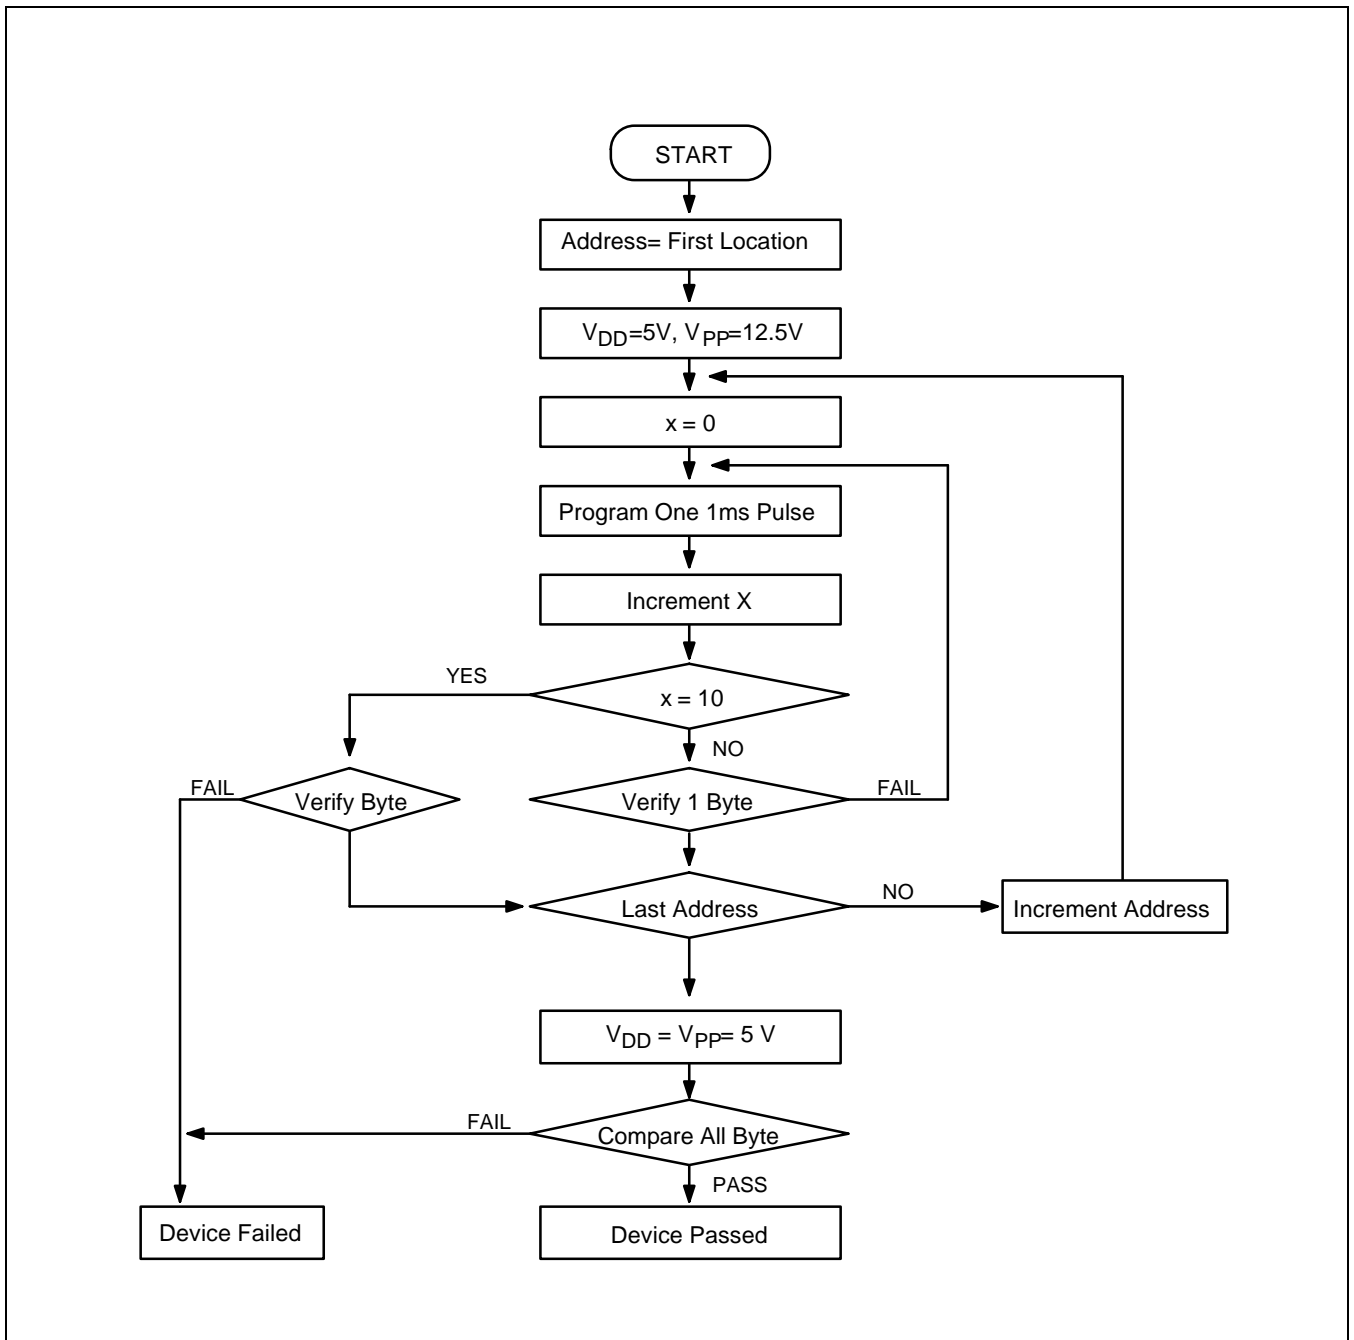 START
Address= First Location
VDD=5V, VPP=12.5V
x = 0
Program One 1ms Pulse
Increment X
YES
x = 10
NO
FAIL
Verify Byte
Verify 1 Byte
FAIL
Last Address
NO
Increment Address
VDD = VPP= 5 V
FAIL
Compare All Byte
PASS
Device Failed
Device Passed